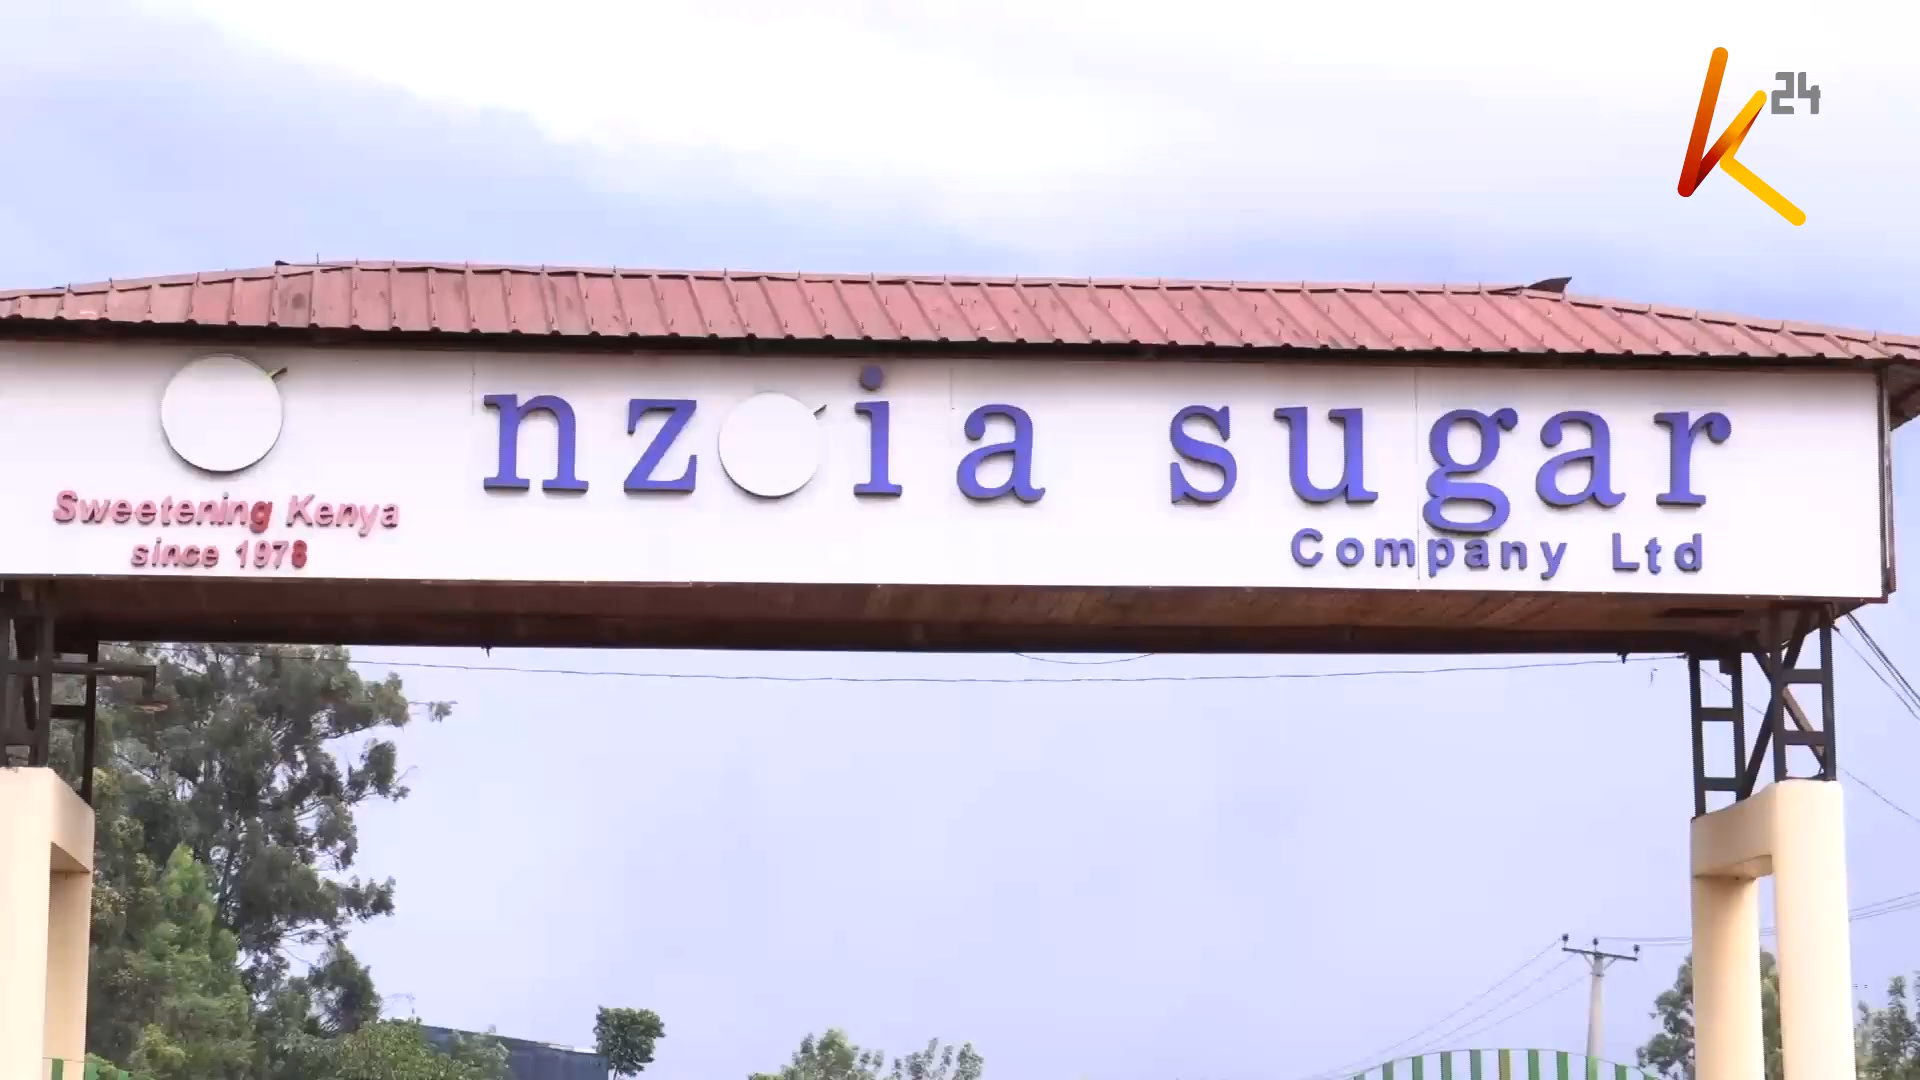 K24
nzoia sugar
Company Ltd
Sweetening Kenya
since 1978